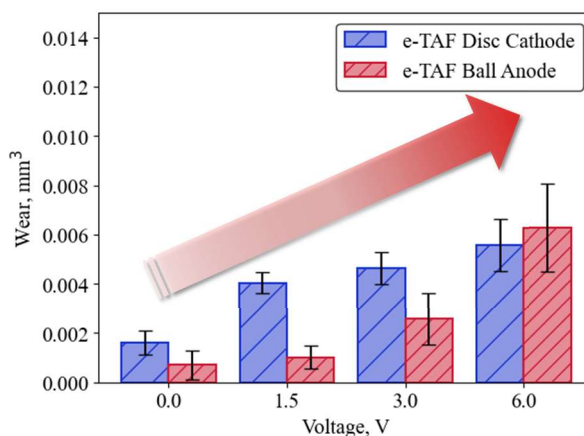 0.014
0.012
0.010
0.008
0.006
0.004
0.002
0.000
Wear, mm³
e-TAF Disc Cathode
e-TAF Ball Anode
0.0 1.5 3.0 6.0
Voltage, V